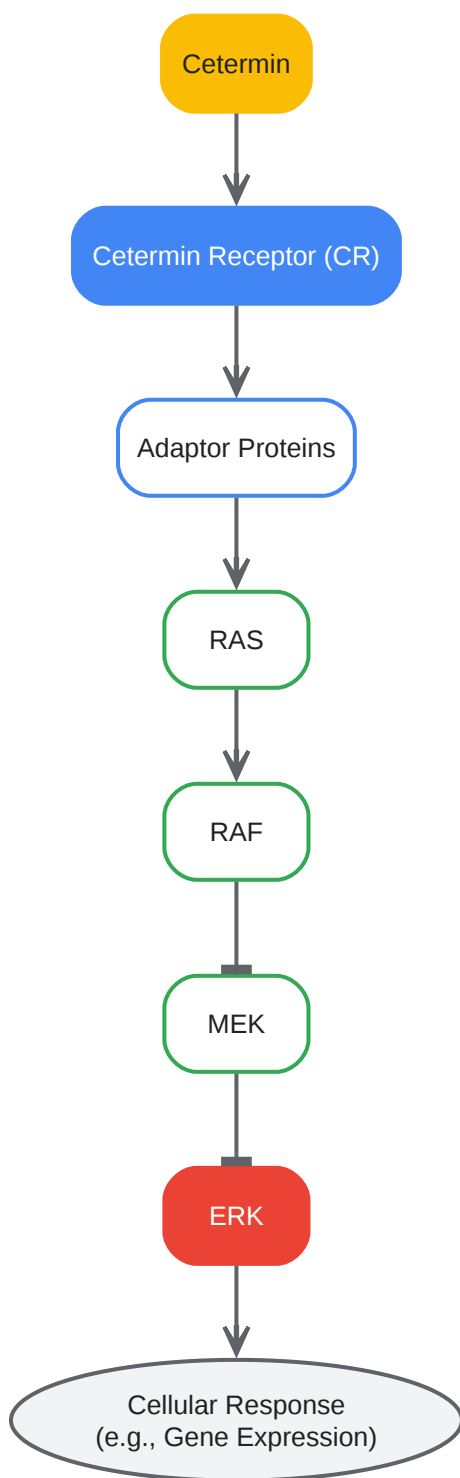 Cetermin
Cetermin Receptor (CR)
Adaptor Proteins
RAS
RAF
MEK
ERK
Cellular Response
(e.g., Gene Expression)